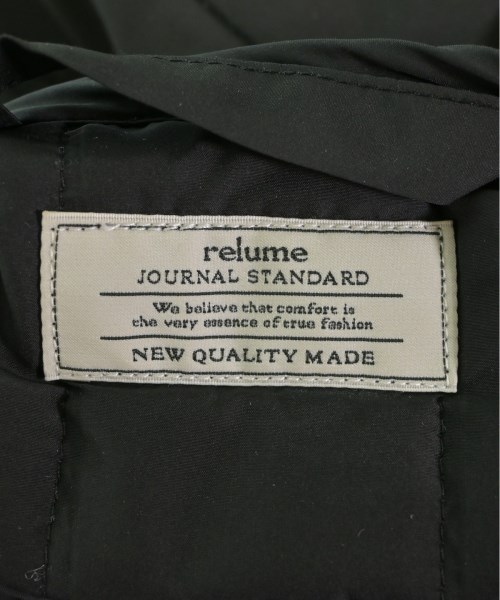 relume
JOURNAL STANDARD
We believe that comfort is
the very essence of true fashion
NEW QUALITY MADE